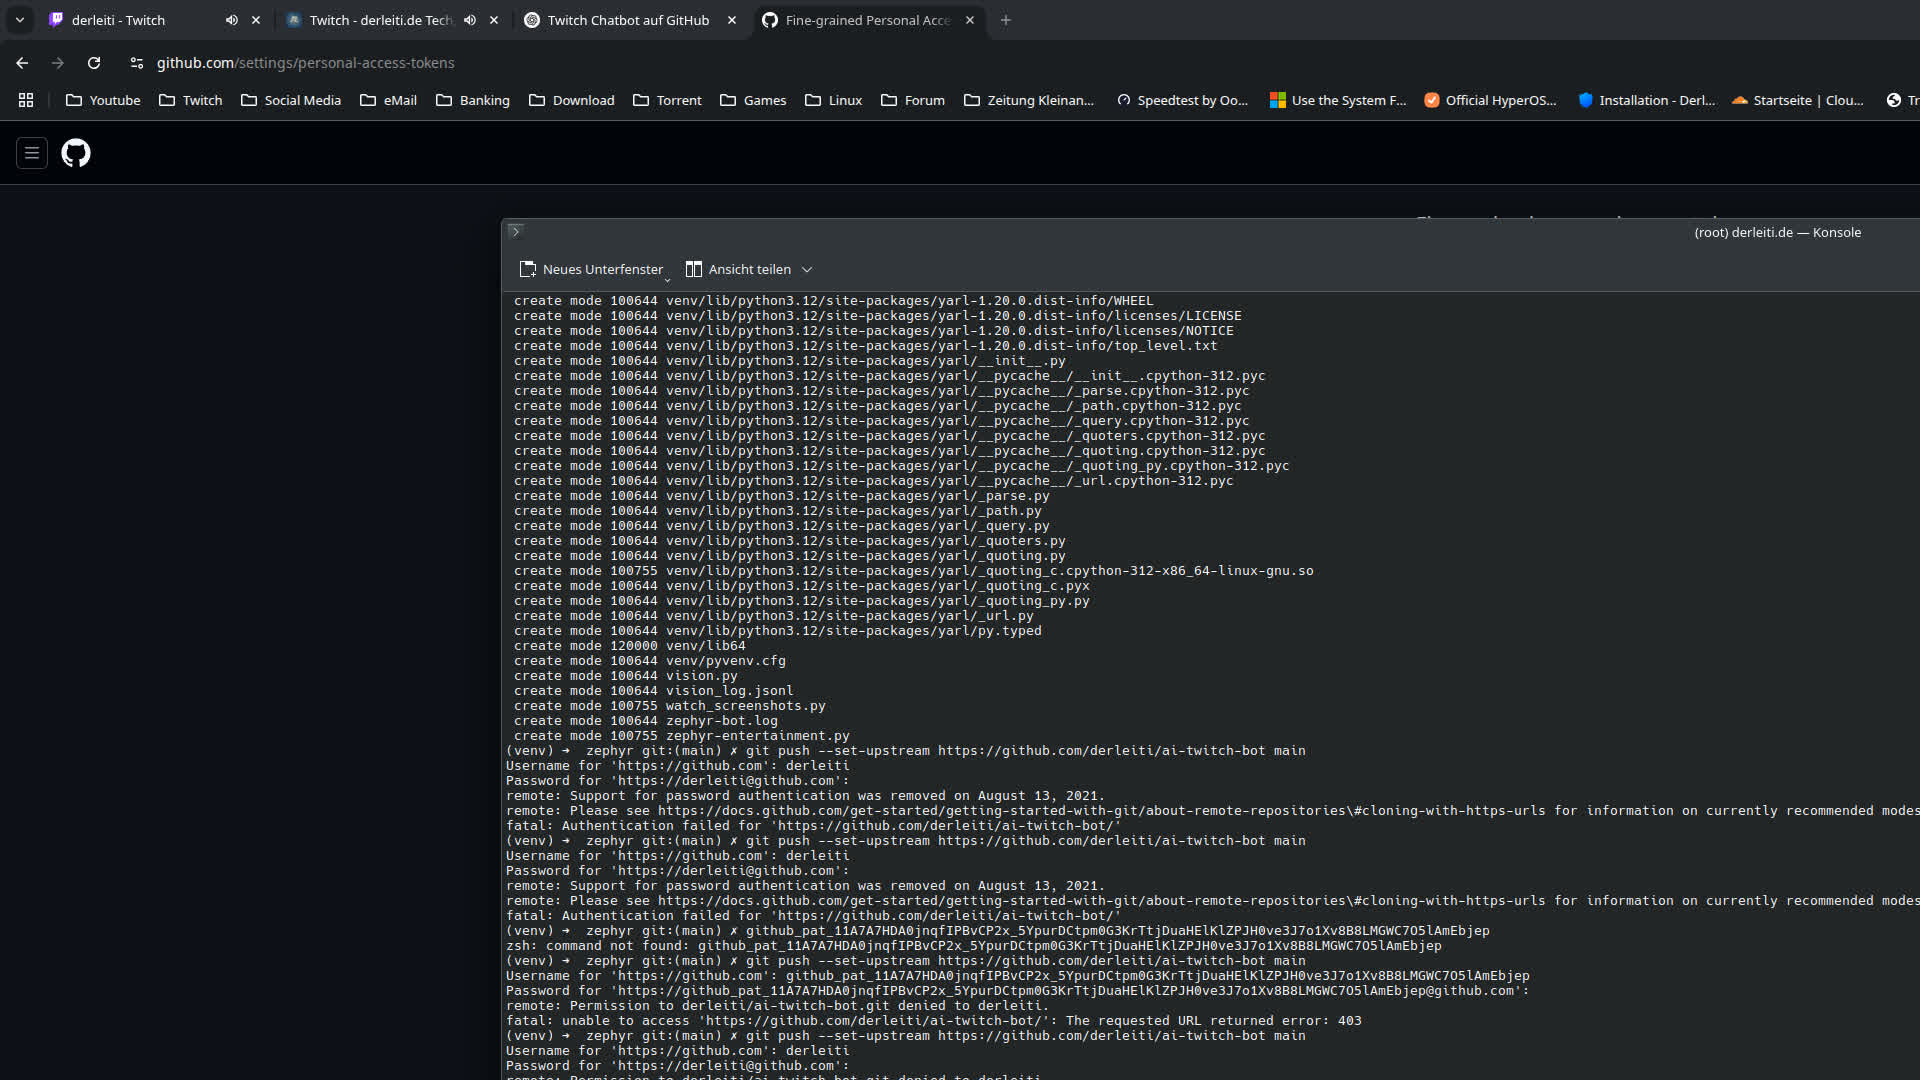 derleiti - Twitch
Twitch - derleiti.de Tech
Twitch Chatbot auf GitHub
Fine-grained Personal Acce
github.com/settings/personal-access-tokens
Youtube
Twitch
Social Media
eMail
Banking
Download
Torrent
Games
Linux
Forum
Zeitung Kleinan...
Speedtest by Oo...
Use the System F...
Official HyperOS...
Installation - Derl...
Startseite | Clou...
Tr
(root) derleiti.de — Konsole
Neues Unterfenster
Ansicht teilen
create mode 100644 venv/lib/python3.12/site-packages/yarl-1.20.0.dist-info/WHEEL
create mode 100644 venv/lib/python3.12/site-packages/yarl-1.20.0.dist-info/licenses/LICENSE
create mode 100644 venv/lib/python3.12/site-packages/yarl-1.20.0.dist-info/licenses/NOTICE
create mode 100644 venv/lib/python3.12/site-packages/yarl-1.20.0.dist-info/top_level.txt
create mode 100644 venv/lib/python3.12/site-packages/yarl/__init__.py
create mode 100644 venv/lib/python3.12/site-packages/yarl/__pycache__/__init__.cpython-312.pyc
create mode 100644 venv/lib/python3.12/site-packages/yarl/__pycache__/_parse.cpython-312.pyc
create mode 100644 venv/lib/python3.12/site-packages/yarl/__pycache__/_path.cpython-312.pyc
create mode 100644 venv/lib/python3.12/site-packages/yarl/__pycache__/_query.cpython-312.pyc
create mode 100644 venv/lib/python3.12/site-packages/yarl/__pycache__/_quoters.cpython-312.pyc
create mode 100644 venv/lib/python3.12/site-packages/yarl/__pycache__/_quoting.cpython-312.pyc
create mode 100644 venv/lib/python3.12/site-packages/yarl/__pycache__/_quoting_py.cpython-312.pyc
create mode 100644 venv/lib/python3.12/site-packages/yarl/__pycache__/_url.cpython-312.pyc
create mode 100644 venv/lib/python3.12/site-packages/yarl/_parse.py
create mode 100644 venv/lib/python3.12/site-packages/yarl/_path.py
create mode 100644 venv/lib/python3.12/site-packages/yarl/_query.py
create mode 100644 venv/lib/python3.12/site-packages/yarl/_quoters.py
create mode 100644 venv/lib/python3.12/site-packages/yarl/_quoting.py
create mode 100755 venv/lib/python3.12/site-packages/yarl/_quoting_c.cpython-312-x86_64-linux-gnu.so
create mode 100644 venv/lib/python3.12/site-packages/yarl/_quoting_c.pyx
create mode 100644 venv/lib/python3.12/site-packages/yarl/_quoting_py.py
create mode 100644 venv/lib/python3.12/site-packages/yarl/_url.py
create mode 100644 venv/lib/python3.12/site-packages/yarl/py.typed
create mode 120000 venv/lib64
create mode 100644 venv/pyvenv.cfg
create mode 100644 vision.py
create mode 100644 vision_log.jsonl
create mode 100755 watch_screenshots.py
create mode 100644 zephyr-bot.log
create mode 100755 zephyr-entertainment.py
(venv) ➜  zephyr git:(main) ✗ git push --set-upstream https://github.com/derleiti/ai-twitch-bot main
Username for 'https://github.com': derleiti
Password for 'https://derleiti@github.com':
remote: Support for password authentication was removed on August 13, 2021.
remote: Please see https://docs.github.com/get-started/getting-started-with-git/about-remote-repositories\#cloning-with-https-urls for information on currently recommended modes
fatal: Authentication failed for 'https://github.com/derleiti/ai-twitch-bot/'
(venv) ➜  zephyr git:(main) ✗ git push --set-upstream https://github.com/derleiti/ai-twitch-bot main
Username for 'https://github.com': derleiti
Password for 'https://derleiti@github.com':
remote: Support for password authentication was removed on August 13, 2021.
remote: Please see https://docs.github.com/get-started/getting-started-with-git/about-remote-repositories\#cloning-with-https-urls for information on currently recommended modes
fatal: Authentication failed for 'https://github.com/derleiti/ai-twitch-bot/'
(venv) ➜  zephyr git:(main) ✗
zsh: command not found:
(venv) ➜  zephyr git:(main) ✗ git push --set-upstream https://github.com/derleiti/ai-twitch-bot main
Username for 'https://github.com':
Password for
remote: Permission to derleiti/ai-twitch-bot.git denied to derleiti.
fatal: unable to access 'https://github.com/derleiti/ai-twitch-bot/': The requested URL returned error: 403
(venv) ➜  zephyr git:(main) ✗ git push --set-upstream https://github.com/derleiti/ai-twitch-bot main
Username for 'https://github.com': derleiti
Password for 'https://derleiti@github.com':
remote: Permission to derleiti/ai-twitch-bot.git denied to derleiti.